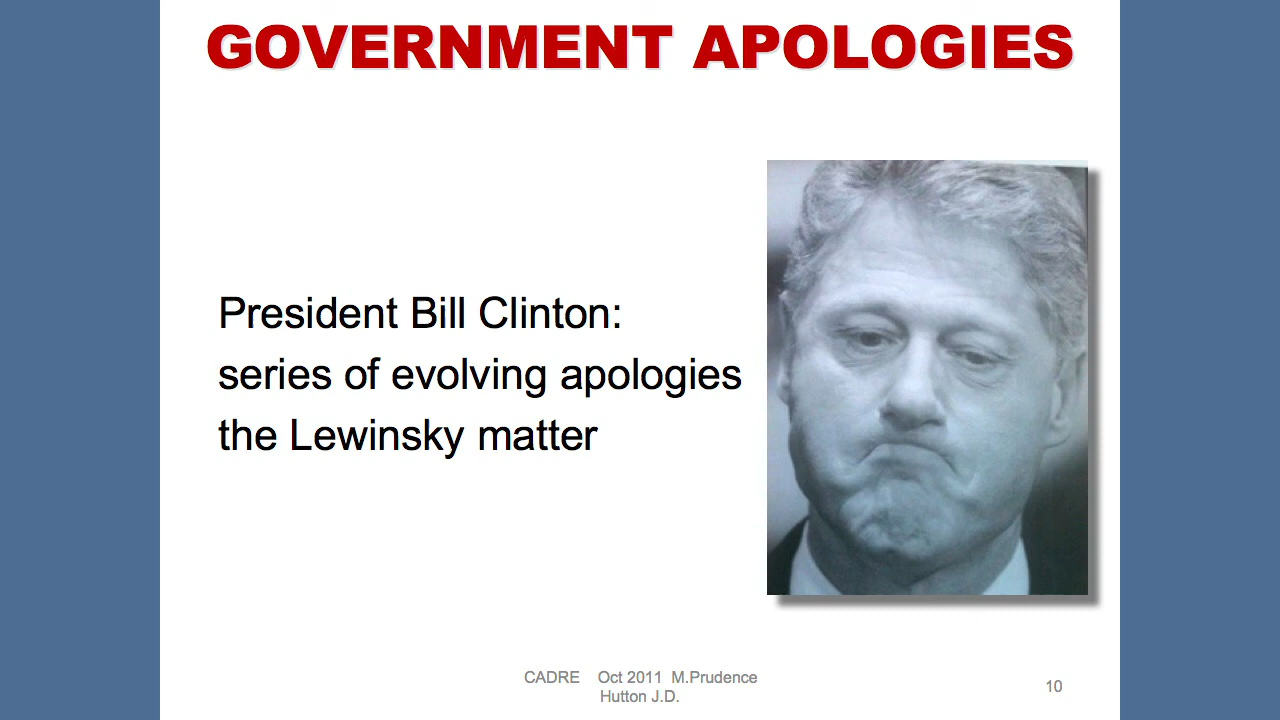 GOVERNMENT APOLOGIES
President Bill Clinton:
series of evolving apologies
the Lewinsky matter
CADRE Oct 2011 M.Prudence
Hutton J.D.
10